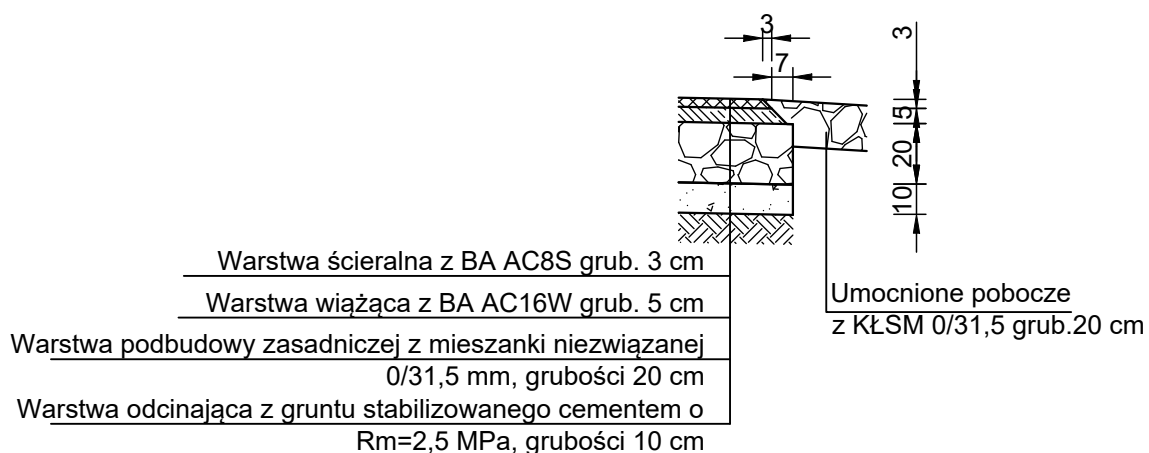 3
7
3
5
20
10
Warstwa ścieralna z BA AC8S grub. 3 cm
Warstwa wiążąca z BA AC16W grub. 5 cm
Warstwa podbudowy zasadniczej z mieszanki niezwiązanej
0/31,5 mm, grubości 20 cm
Warstwa odcinająca z gruntu stabilizowanego cementem o
Rm=2,5 MPa, grubości 10 cm
Umocnione pobocze
z KŁSM 0/31,5 grub.20 cm